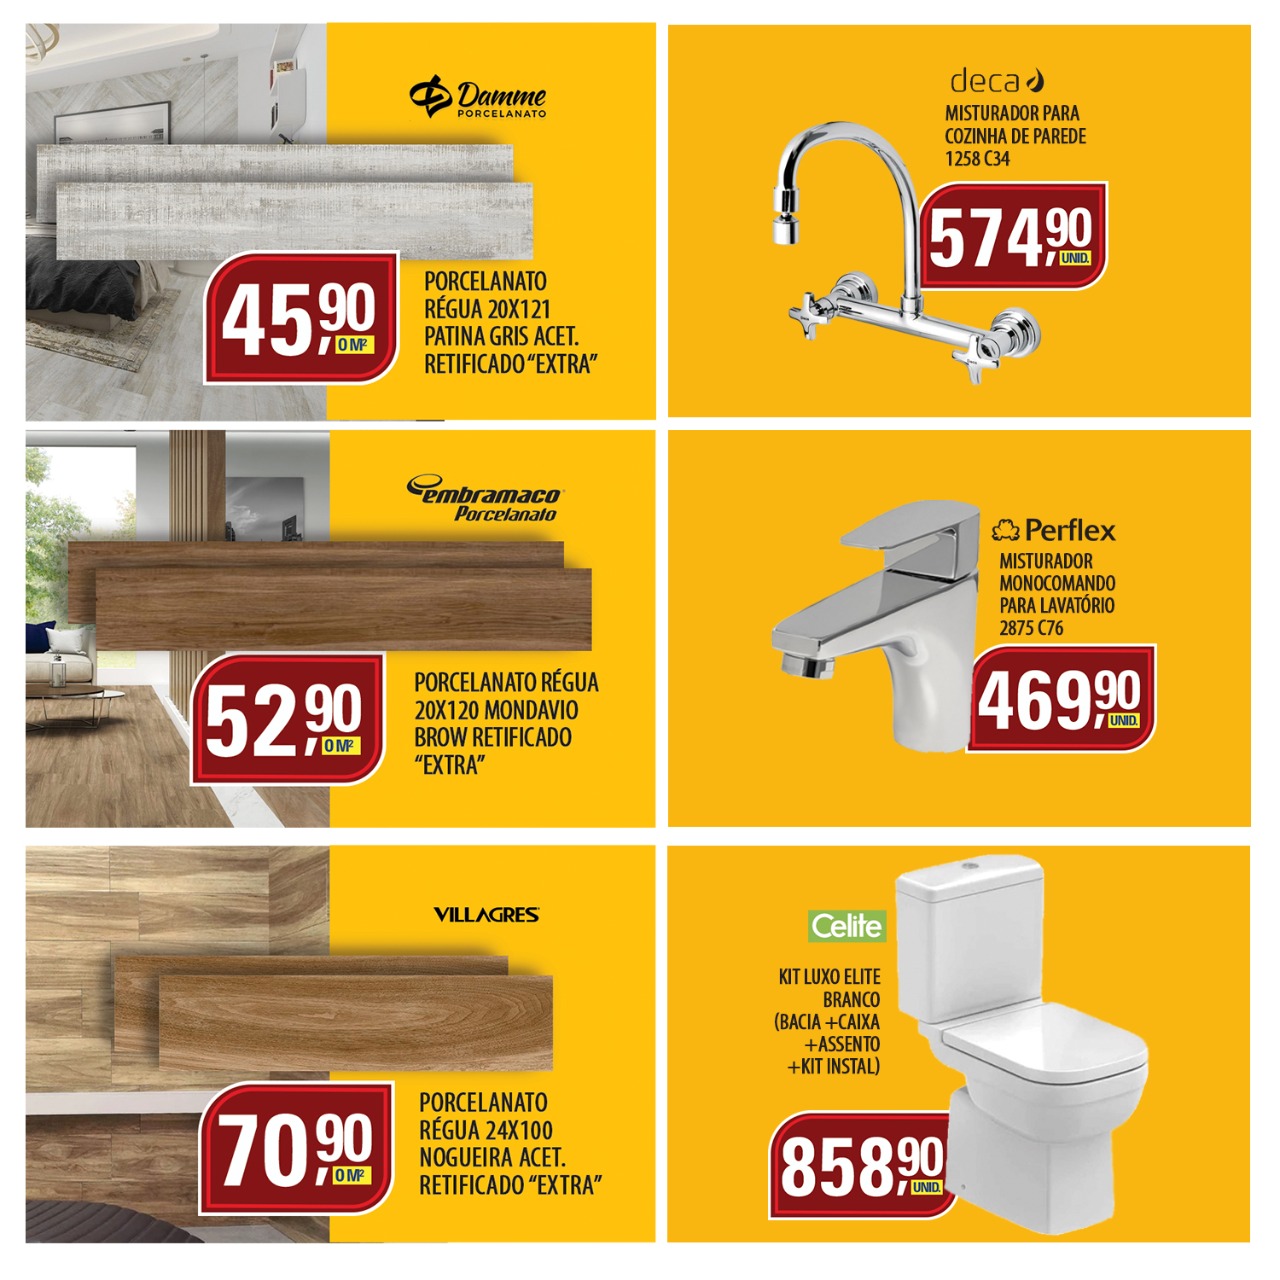 Damme
PORCELANATO
45,90
O M²
PORCELANATO
RÉGUA 20X121
PATINA GRIS ACET.
RETIFICADO “EXTRA”
deca
MISTURADOR PARA
COZINHA DE PAREDE
1258 C34
574,90
UNID.
embramaco
Porcelanato
52,90
O M²
PORCELANATO RÉGUA
20X120 MONDAVIO
BROW RETIFICADO
“EXTRA”
Perflex
MISTURADOR
MONOCOMANDO
PARA LAVATÓRIO
2875 C76
469,90
UNID.
VILLAGRES
70,90
O M²
PORCELANATO
RÉGUA 24X100
NOGUEIRA ACET.
RETIFICADO “EXTRA”
Celite
KIT LUXO ELITE
BRANCO
(BACIA +CAIXA
+ASSENTO
+KIT INSTAL)
858,90
UNID.